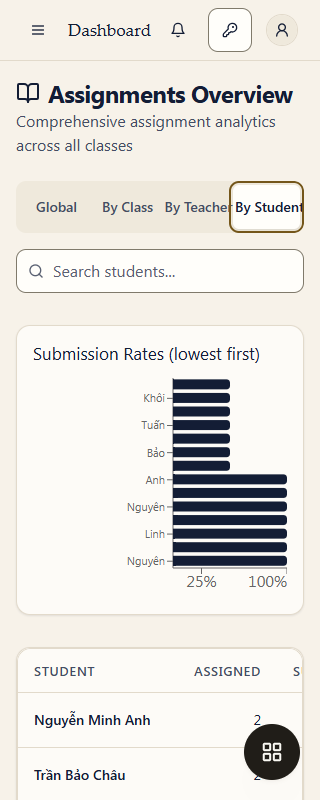 Dashboard
Assignments Overview
Comprehensive assignment analytics
across all classes
Global By Class By Teacher By Student
Search students...
Submission Rates (lowest first)
Khôi
Tuấn
Bảo
Anh
Nguyên
Linh
Nguyên
25% 100%
STUDENT ASSIGNED S
Nguyễn Minh Anh 2
Trần Bảo Châu 2